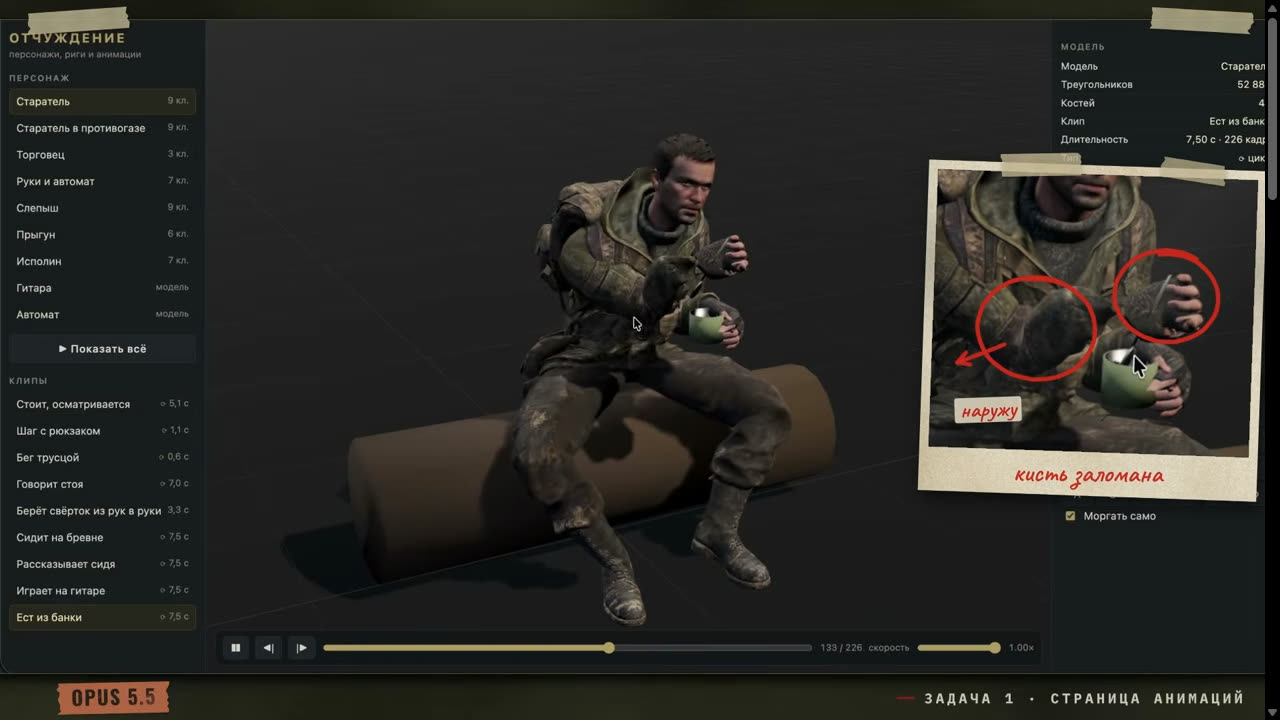 ОТЧУЖДЕНИЕ
персонажи, риги и анимации
ПЕРСОНАЖ
Старатель 9 кл.
Старатель в противогазе 9 кл.
Торговец 3 кл.
Руки и автомат 7 кл.
Слепыш 9 кл.
Прыгун 6 кл.
Исполин 7 кл.
Гитара модель
Автомат модель
▶ Показать всё
КЛИПЫ
Стоит, осматривается ⟳ 5,1 с
Шаг с рюкзаком ⟳ 1,1 с
Бег трусцой ⟳ 0,6 с
Говорит стоя ⟳ 7,0 с
Берёт свёрток из рук в руки 3,3 с
Сидит на бревне ⟳ 7,5 с
Рассказывает сидя ⟳ 7,5 с
Играет на гитаре ⟳ 7,5 с
Ест из банки ⟳ 7,5 с
133 / 226 скорость 1.00×
МОДЕЛЬ
Модель Старател
Треугольников 52 88
Костей 4
Клип Ест из банк
Длительность 7,50 с · 226 кадр
Тип ⟳ цик
наружу
кисть заломана
Моргать само
OPUS 5.5
ЗАДАЧА 1 · СТРАНИЦА АНИМАЦИЙ